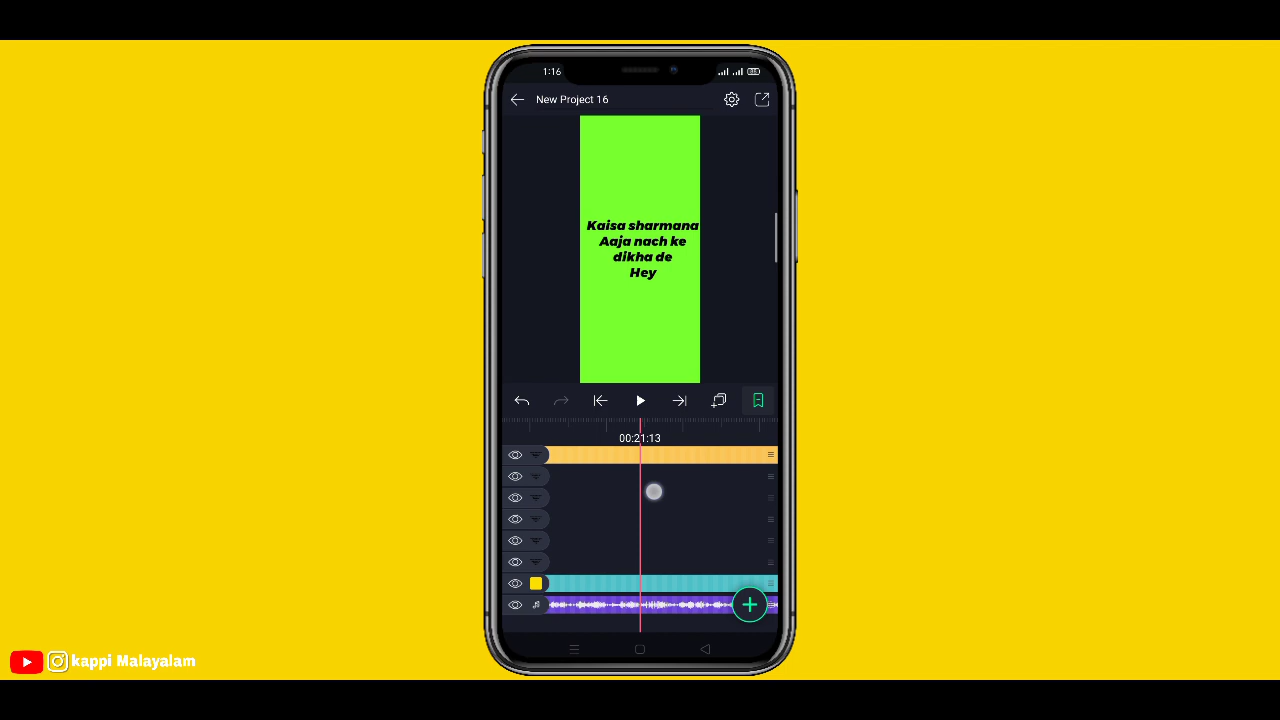 1:16
New Project 16
Kaisa sharmana
Aaja nach ke
dikha de
Hey
00:21:13
kappi Malayalam